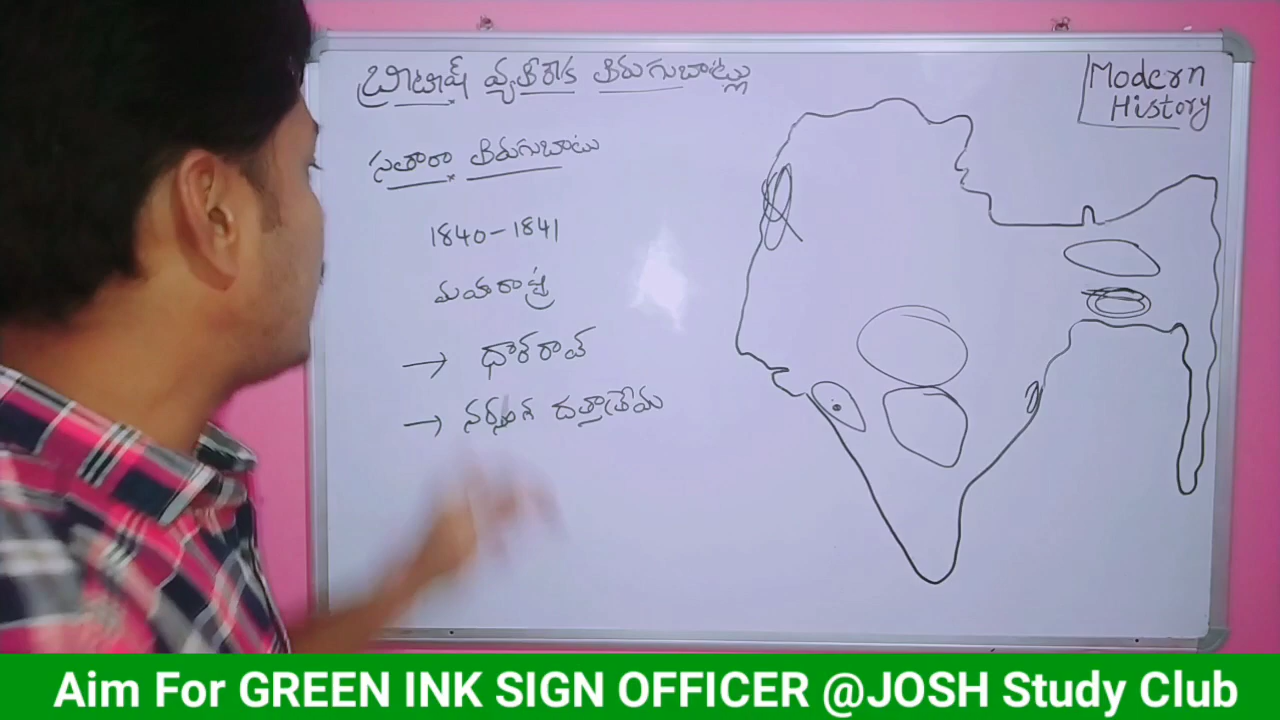 బ్రిటీష్ వ్యతిరేక తిరుగుబాట్లు
Modern
History
సతారా తిరుగుబాటు
1840-1841
మహారాష్ట్ర
→ ధార్ రావ్
→ నర్సింగ దత్తాత్రేయ
Aim For GREEN INK SIGN OFFICER @JOSH Study Club